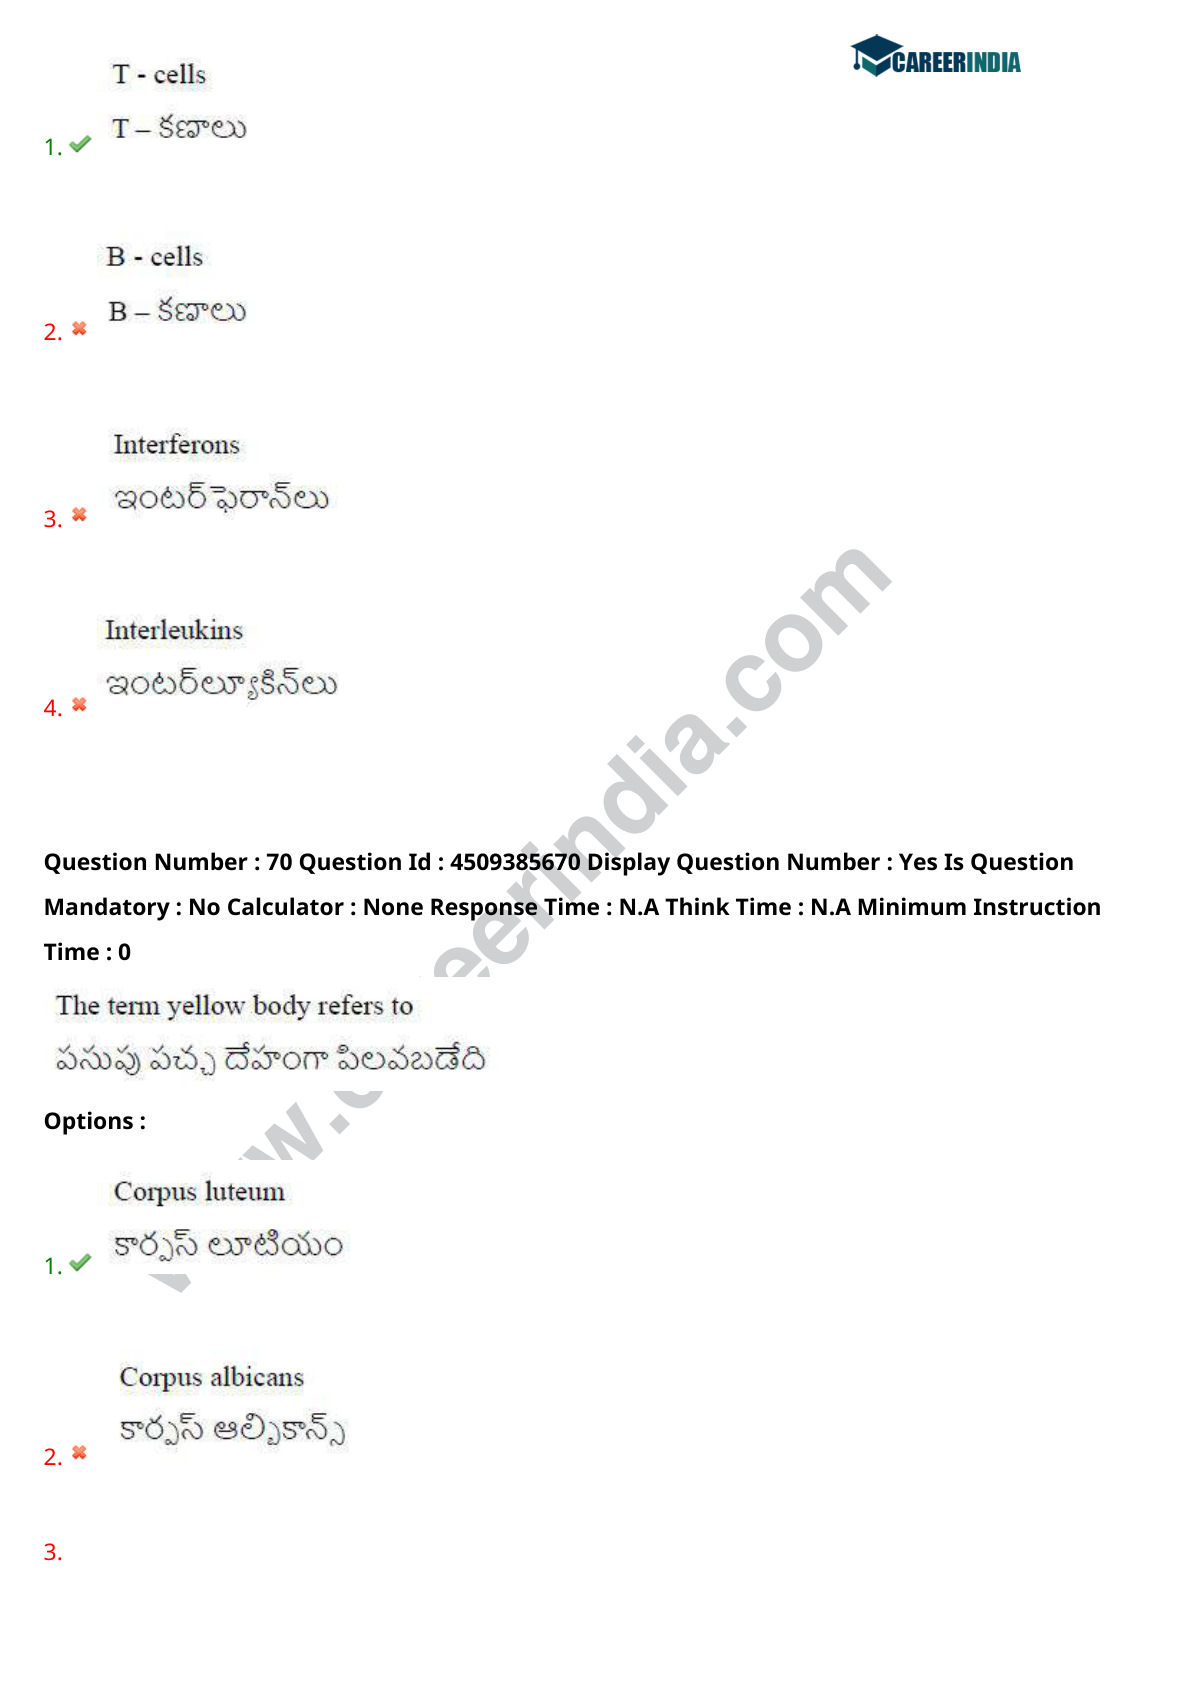 CAREERINDIA
T - cells
T – కణాలు
1.
B - cells
B – కణాలు
2.
Interferons
ఇంటర్‌ఫెరాన్‌లు
3.
Interleukins
ఇంటర్‌ల్యూకిన్‌లు
4.
Question Number : 70 Question Id : 4509385670 Display Question Number : Yes Is Question
Mandatory : No Calculator : None Response Time : N.A Think Time : N.A Minimum Instruction
Time : 0
The term yellow body refers to
పసుపు పచ్చ దేహంగా పిలవబడేది
Options :
Corpus luteum
కార్పస్ లూటియం
1.
Corpus albicans
కార్పస్ ఆల్బికాన్స్
2.
3.